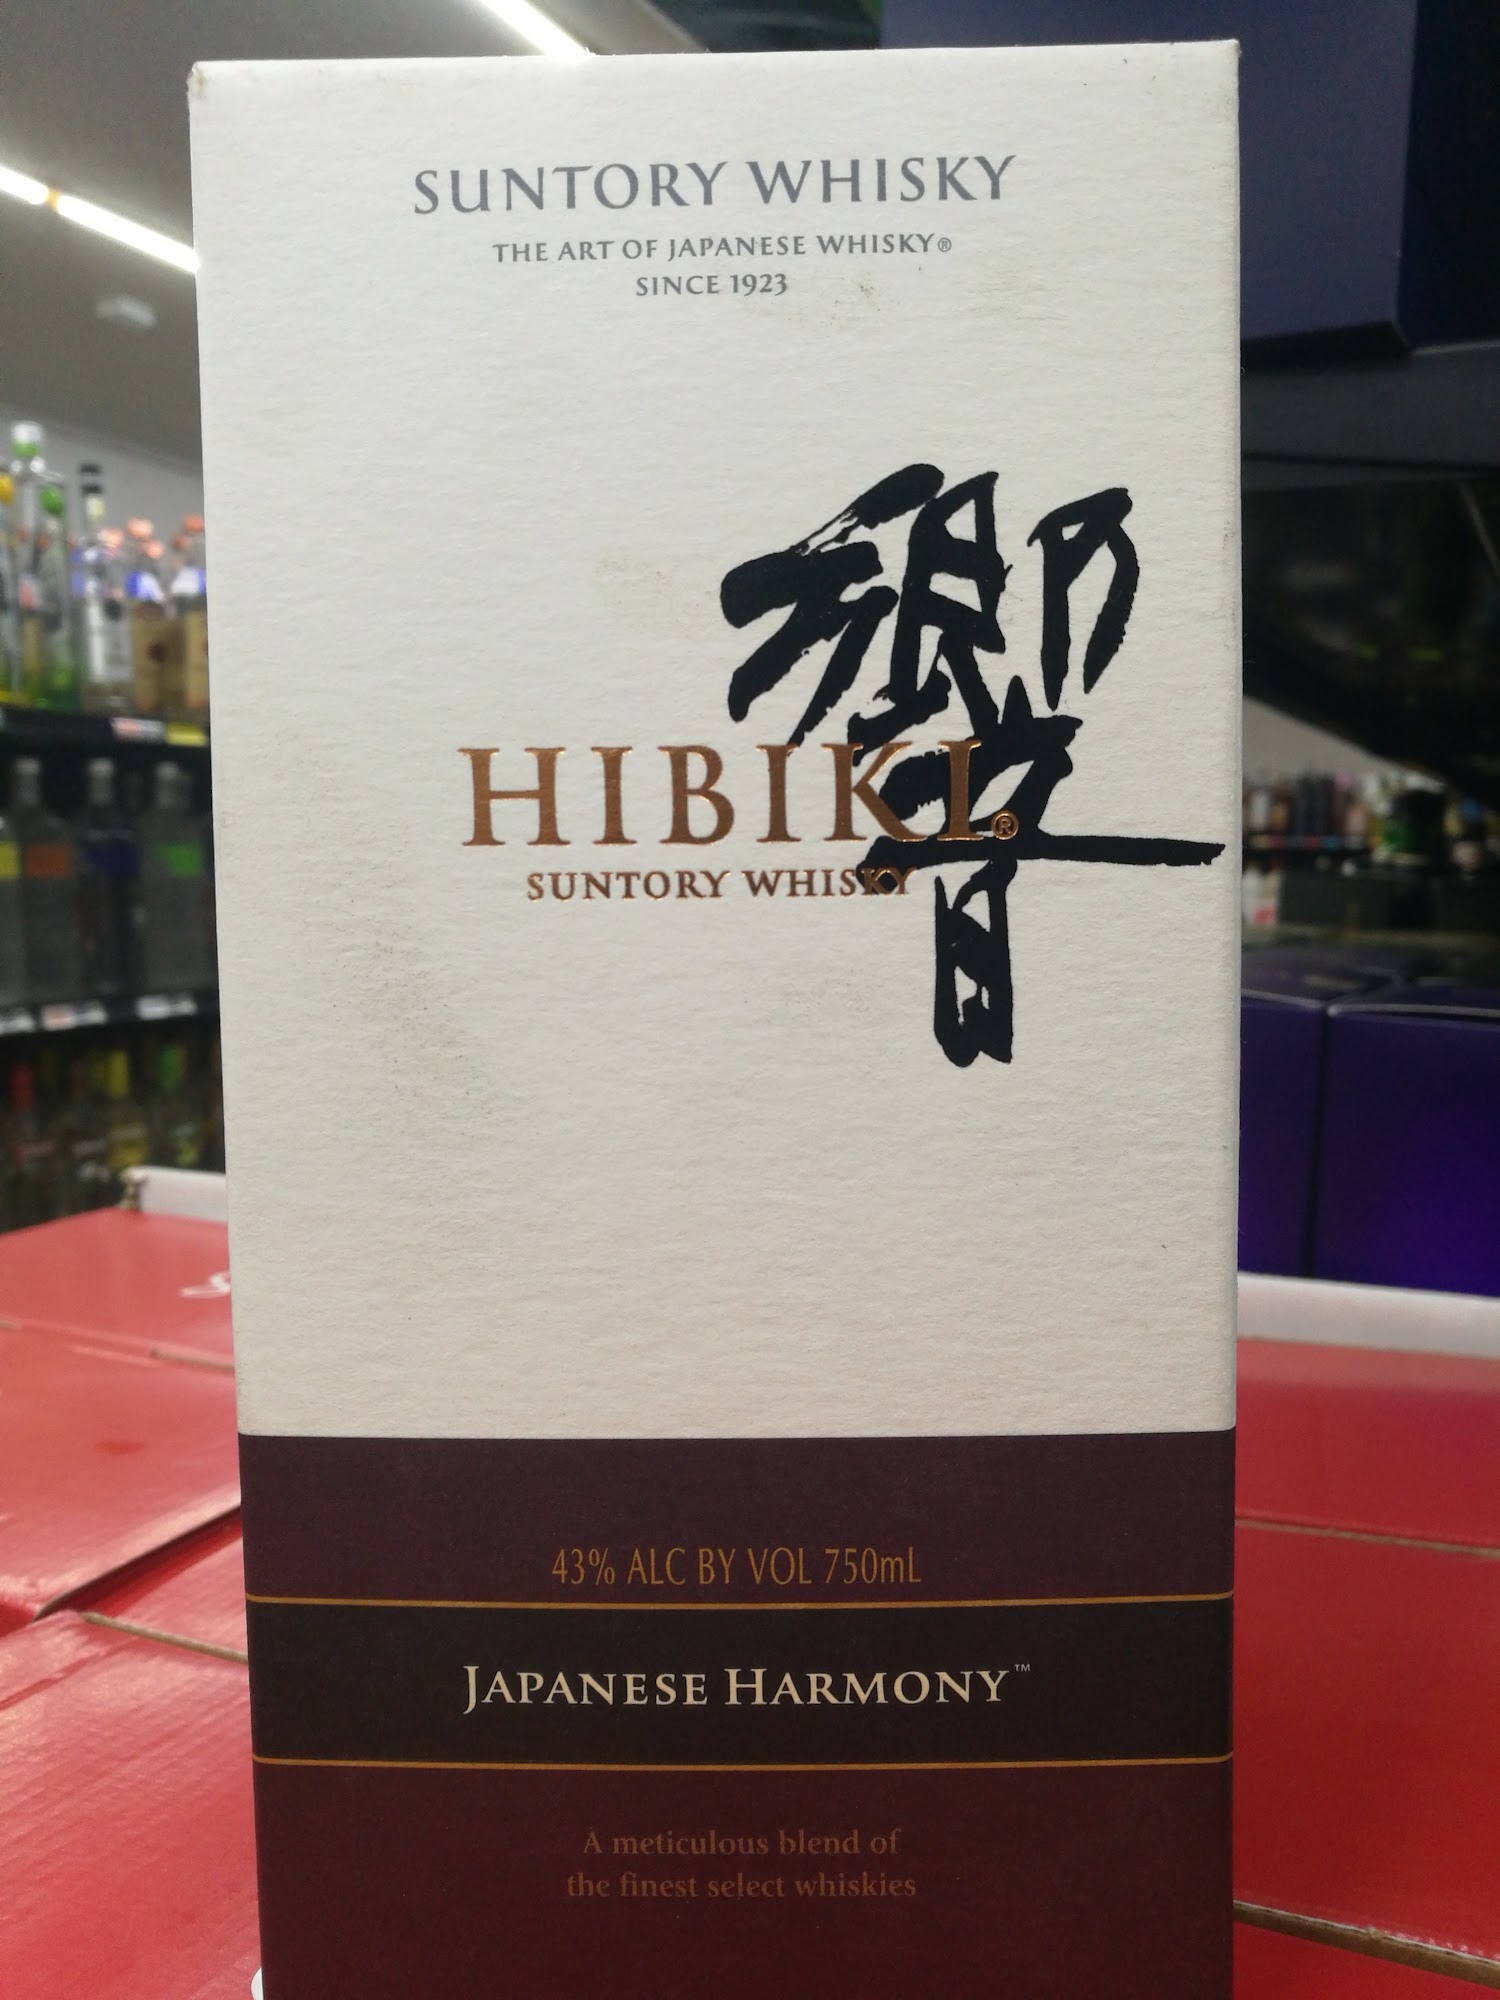 SUNTORY WHISKY
THE ART OF JAPANESE WHISKY®
SINCE 1923
響
HIBIKI®
SUNTORY WHISKY
43% ALC BY VOL 750mL
JAPANESE HARMONY™
A meticulous blend of
the finest select whiskies